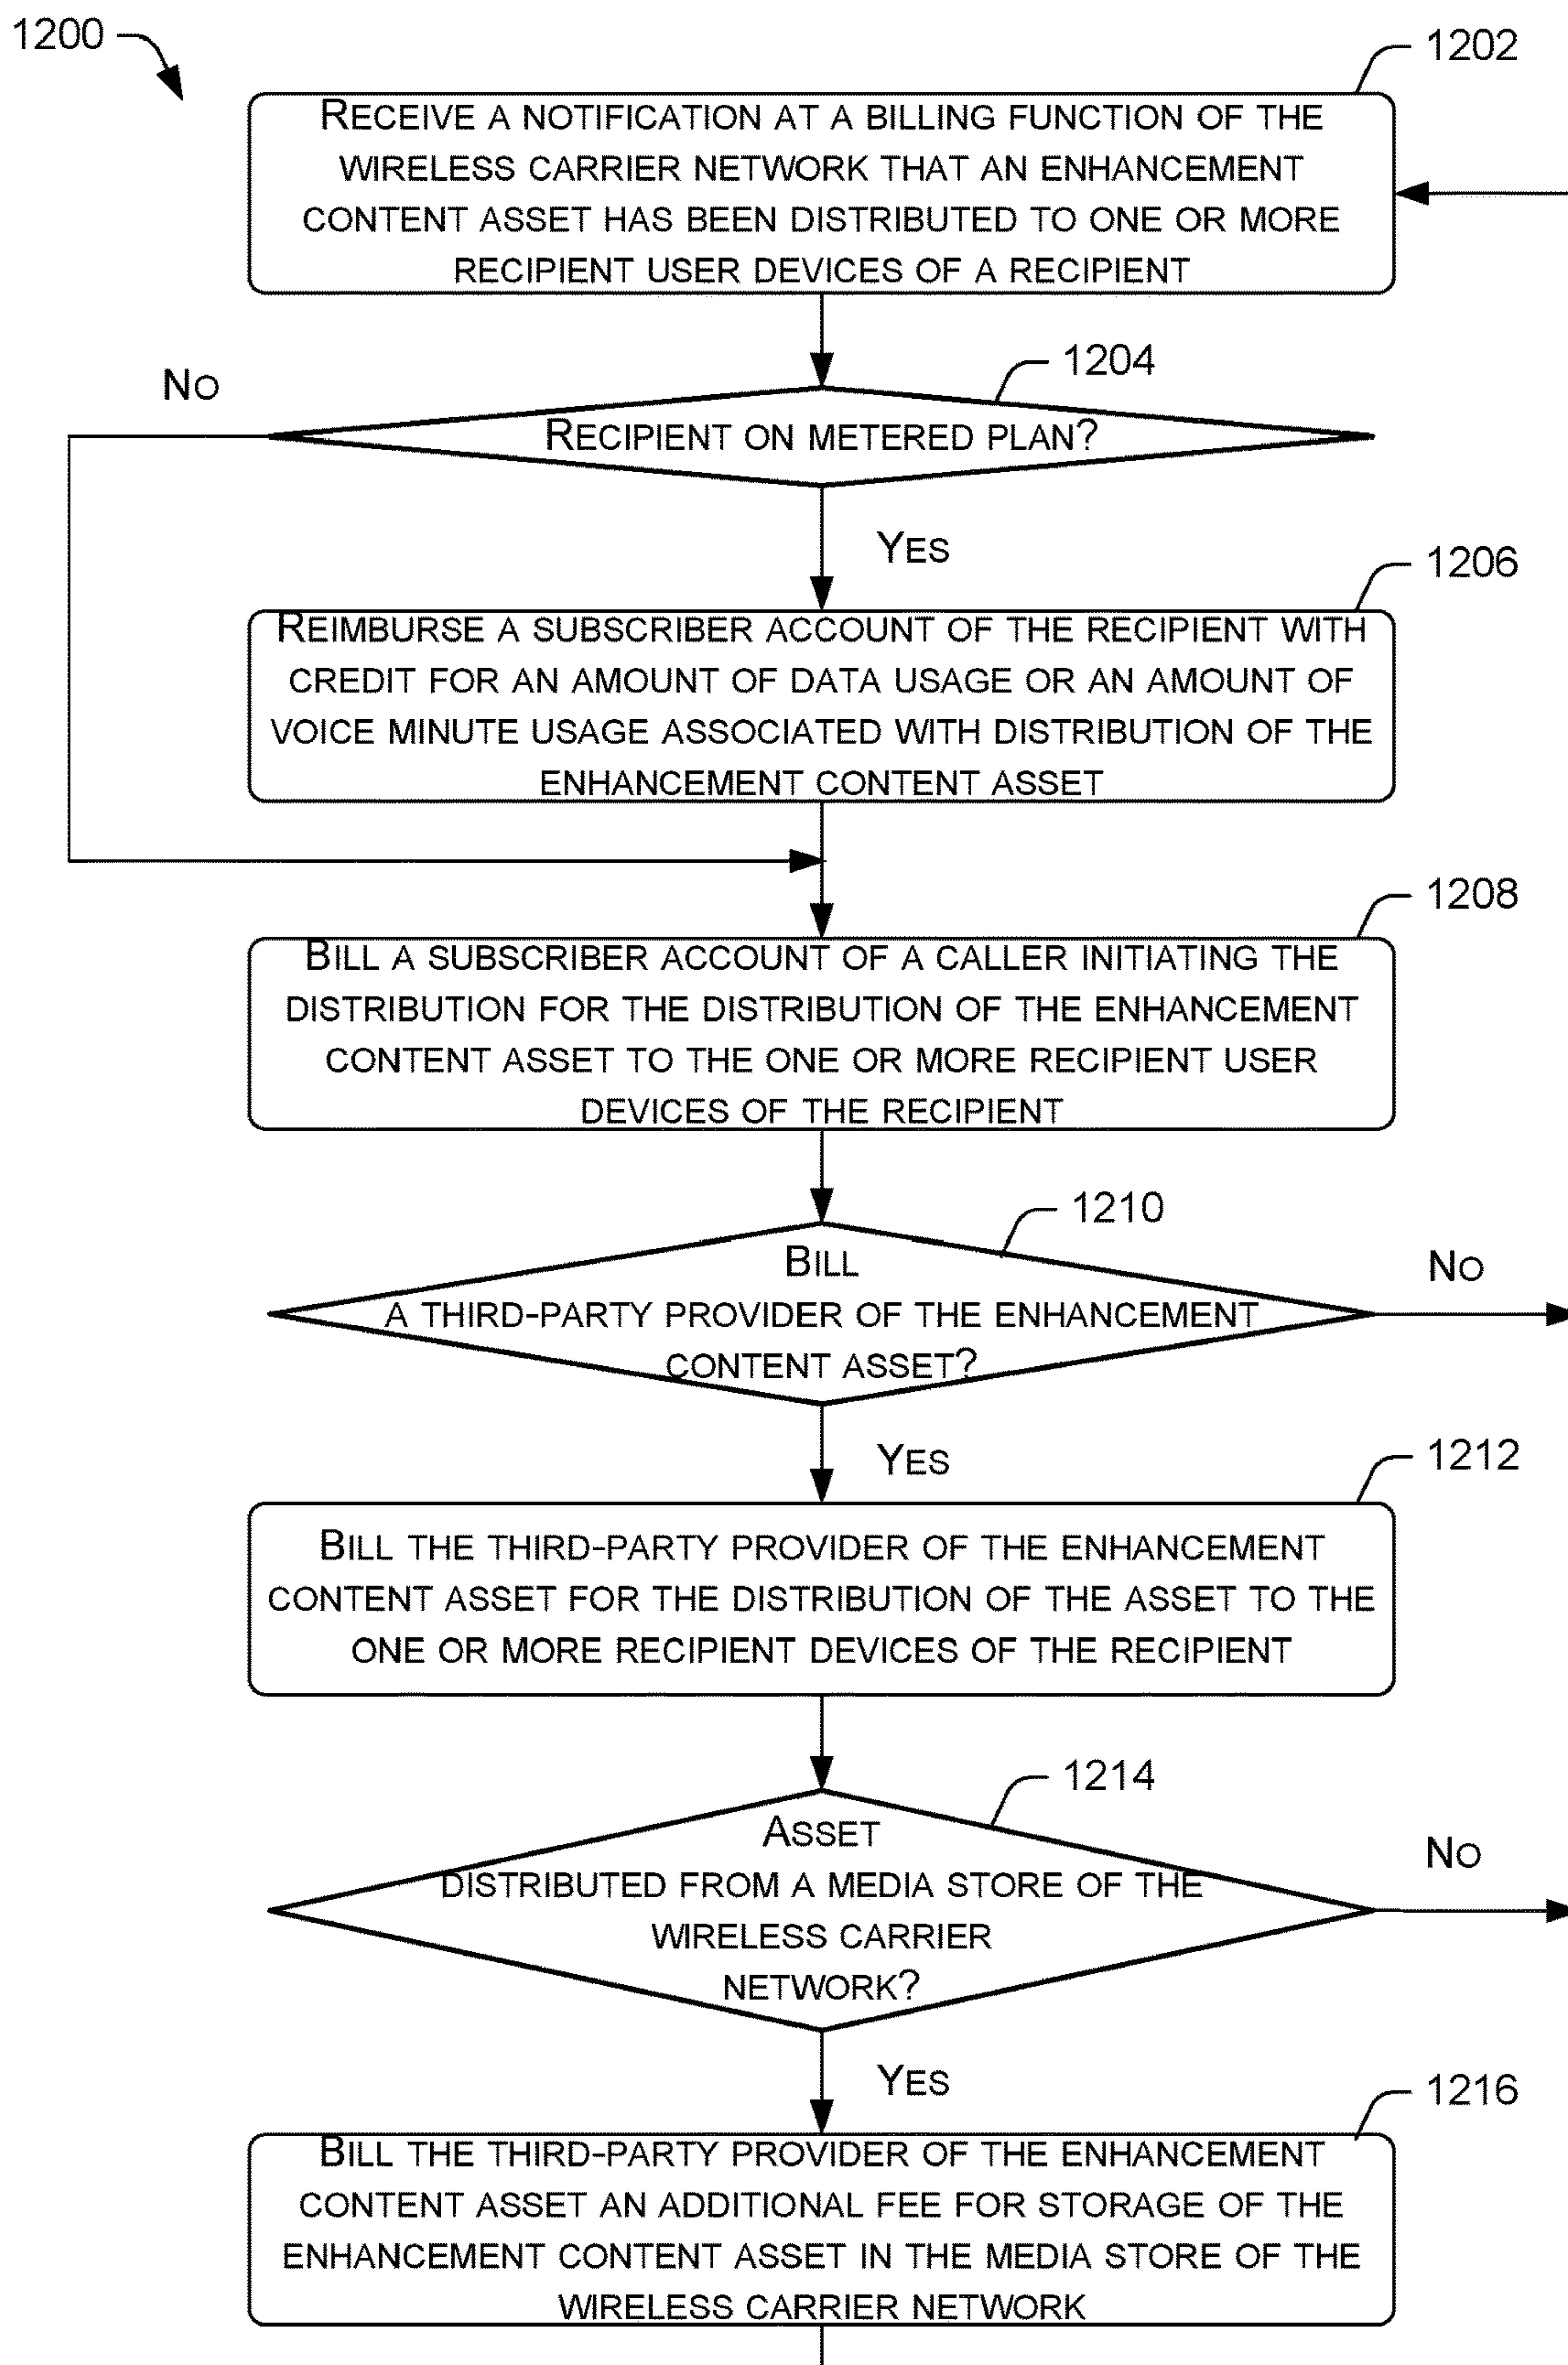 1200
1202
RECEIVE A NOTIFICATION AT A BILLING FUNCTION OF THE
WIRELESS CARRIER NETWORK THAT AN ENHANCEMENT
CONTENT ASSET HAS BEEN DISTRIBUTED TO ONE OR MORE
RECIPIENT USER DEVICES OF A RECIPIENT
1204
NO
RECIPIENT ON METERED PLAN?
YES
1206
REIMBURSE A SUBSCRIBER ACCOUNT OF THE RECIPIENT WITH
CREDIT FOR AN AMOUNT OF DATA USAGE OR AN AMOUNT OF
VOICE MINUTE USAGE ASSOCIATED WITH DISTRIBUTION OF THE
ENHANCEMENT CONTENT ASSET
1208
BILL A SUBSCRIBER ACCOUNT OF A CALLER INITIATING THE
DISTRIBUTION FOR THE DISTRIBUTION OF THE ENHANCEMENT
CONTENT ASSET TO THE ONE OR MORE RECIPIENT USER
DEVICES OF THE RECIPIENT
1210
BILL
A THIRD-PARTY PROVIDER OF THE ENHANCEMENT
CONTENT ASSET?
NO
YES
1212
BILL THE THIRD-PARTY PROVIDER OF THE ENHANCEMENT
CONTENT ASSET FOR THE DISTRIBUTION OF THE ASSET TO THE
ONE OR MORE RECIPIENT DEVICES OF THE RECIPIENT
1214
ASSET
DISTRIBUTED FROM A MEDIA STORE OF THE
WIRELESS CARRIER
NETWORK?
NO
YES
1216
BILL THE THIRD-PARTY PROVIDER OF THE ENHANCEMENT
CONTENT ASSET AN ADDITIONAL FEE FOR STORAGE OF THE
ENHANCEMENT CONTENT ASSET IN THE MEDIA STORE OF THE
WIRELESS CARRIER NETWORK